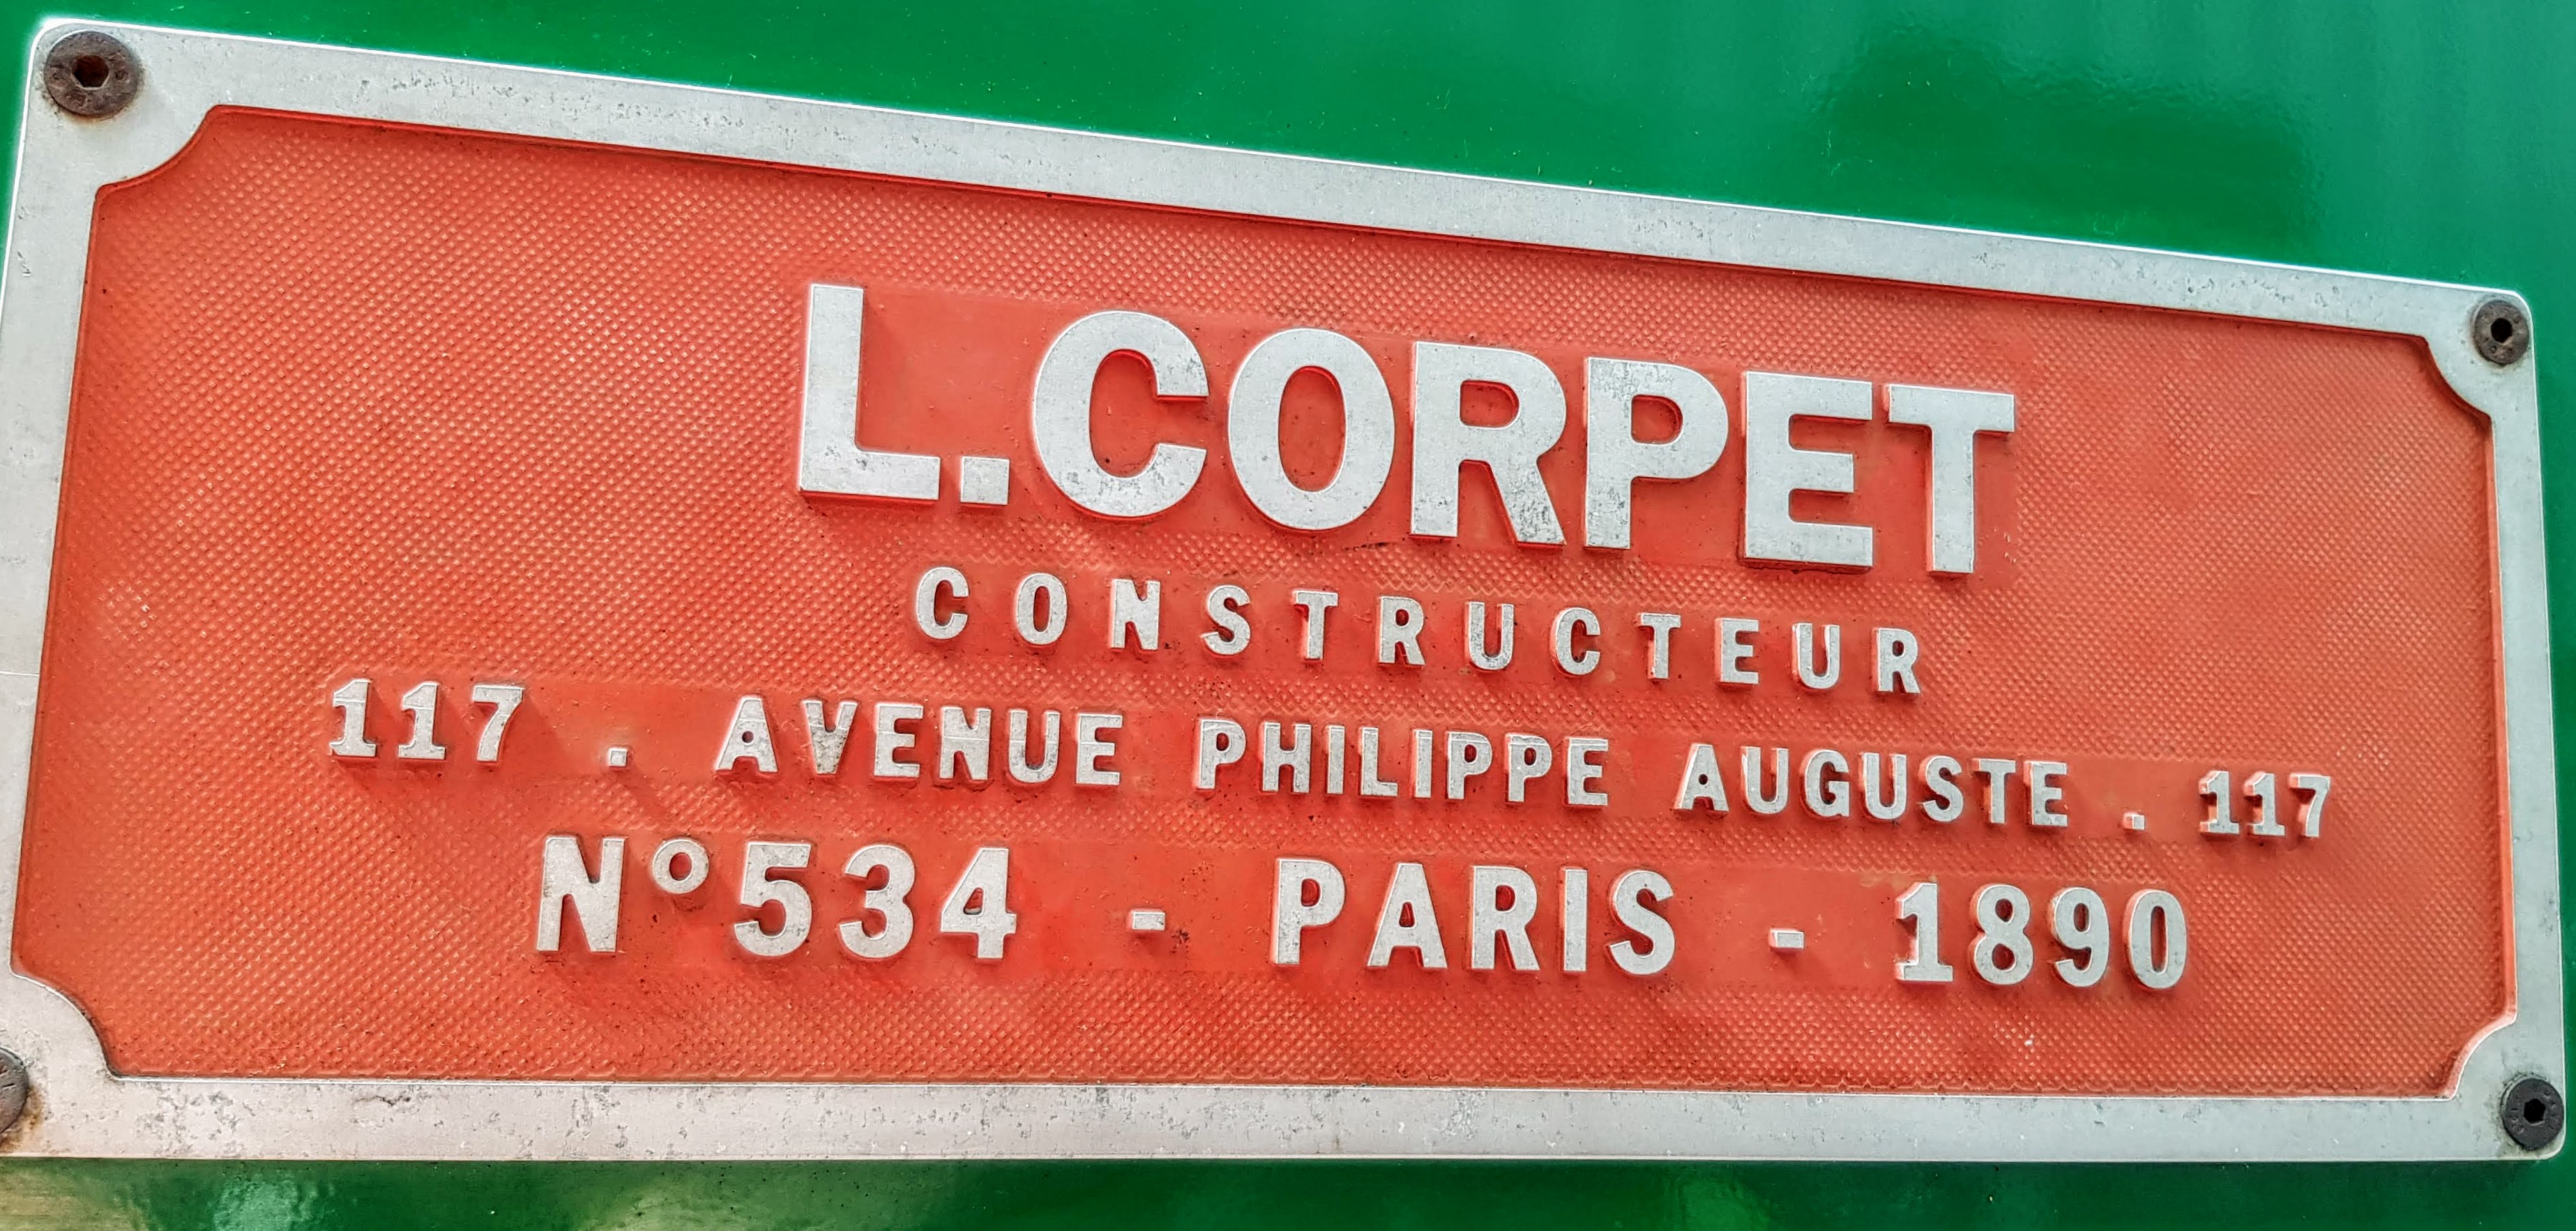 L.CORPET
CONSTRUCTEUR
117 . AVENUE PHILIPPE AUGUSTE . 117
N°534 - PARIS - 1890